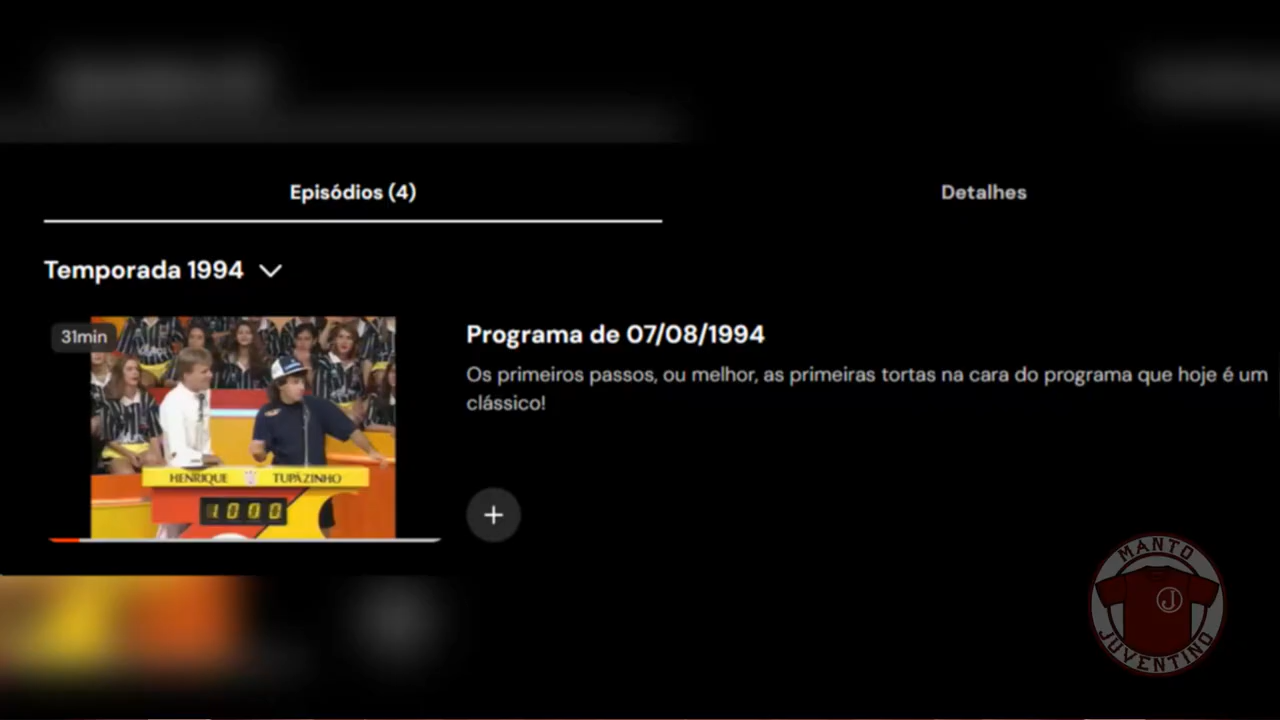 Episódios (4)
Detalhes
Temporada 1994
31min
Programa de 07/08/1994
Os primeiros passos, ou melhor, as primeiras tortas na cara do programa que hoje é um
clássico!
HENRIQUE TUPÃZINHO
1000
+
MANTO
J
JUVENTINO